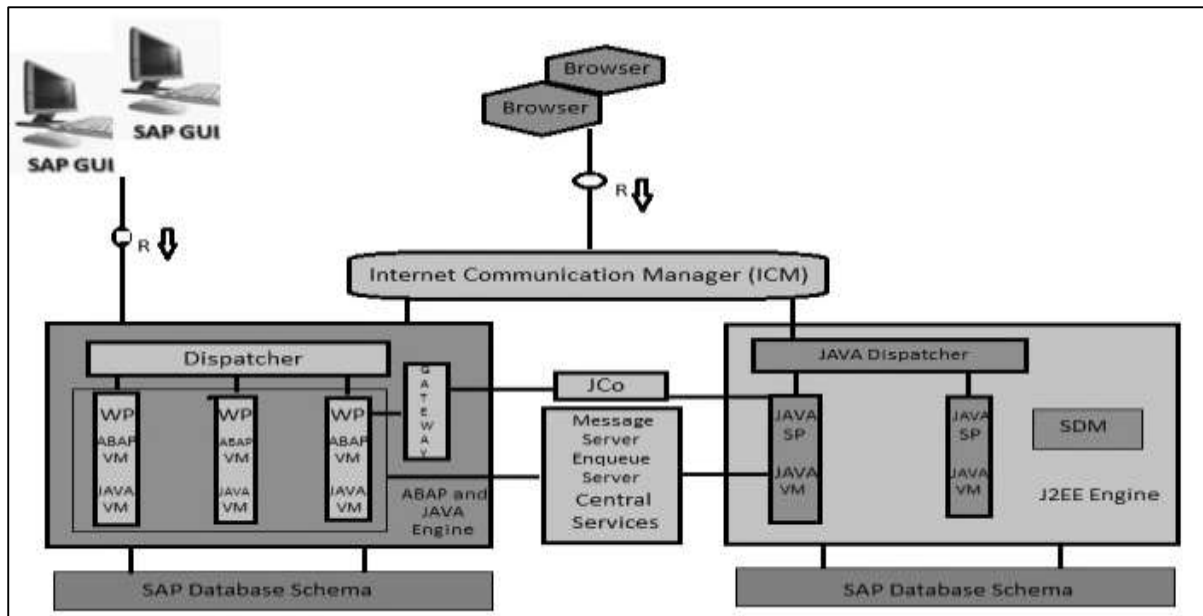 Browser
Browser
SAP GUI
SAP GUI
R
R
Internet Communication Manager (ICM)
Dispatcher
GATEWAY
WP
ABAP
VM
JAVA
VM
WP
ABAP
VM
JAVA
VM
WP
ABAP
VM
JAVA
VM
ABAP and
JAVA
Engine
JCo
Message
Server
Enqueue
Server
Central
Services
JAVA Dispatcher
JAVA
SP
JAVA
VM
JAVA
SP
JAVA
VM
SDM
J2EE Engine
SAP Database Schema
SAP Database Schema